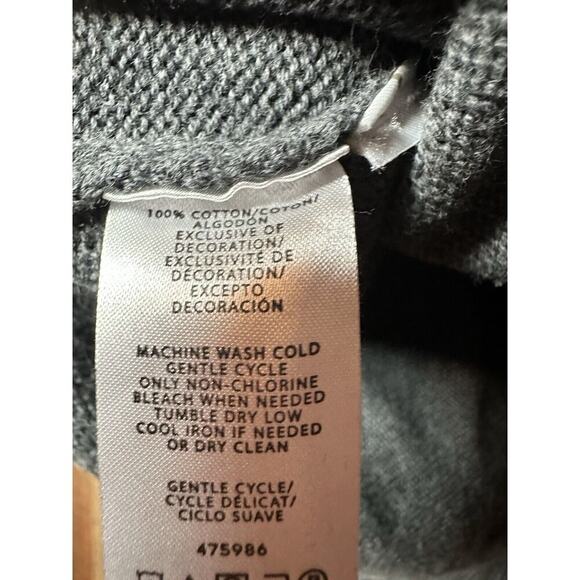 100% COTTON/COTON/
ALGODÓN
EXCLUSIVE OF
DECORATION/
EXCLUSIVITÉ DE
DÉCORATION/
EXCEPTO
DECORACIÓN
MACHINE WASH COLD
GENTLE CYCLE
ONLY NON-CHLORINE
BLEACH WHEN NEEDED
TUMBLE DRY LOW
COOL IRON IF NEEDED
OR DRY CLEAN
GENTLE CYCLE/
CYCLE DÉLICAT/
CICLO SUAVE
475986